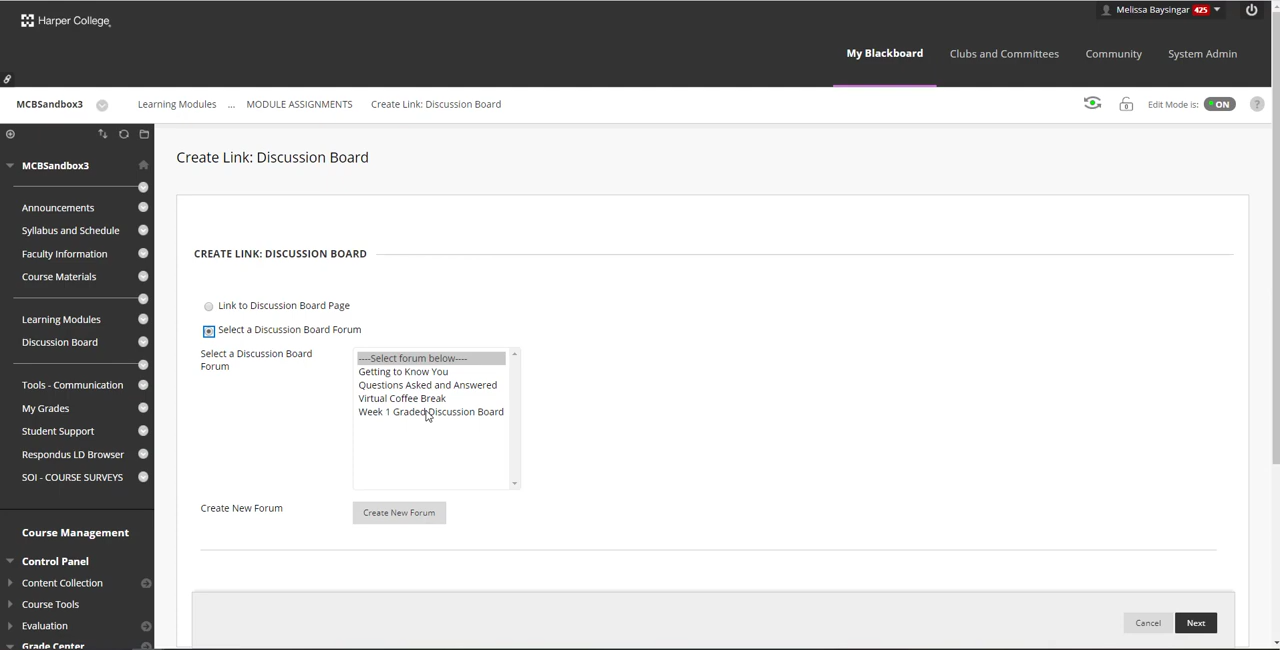 Harper College
Melissa Baysingar 425
My Blackboard Clubs and Committees Community System Admin
MCBSandbox3 Learning Modules ... MODULE ASSIGNMENTS Create Link: Discussion Board Edit Mode is: ON ?
MCBSandbox3
Announcements
Syllabus and Schedule
Faculty Information
Course Materials
Learning Modules
Discussion Board
Tools - Communication
My Grades
Student Support
Respondus LD Browser
SOI - COURSE SURVEYS
Course Management
Control Panel
Content Collection
Course Tools
Evaluation
Grade Center
Create Link: Discussion Board
CREATE LINK: DISCUSSION BOARD
Link to Discussion Board Page
Select a Discussion Board Forum
Select a Discussion Board
Forum
----Select forum below----
Getting to Know You
Questions Asked and Answered
Virtual Coffee Break
Week 1 Graded Discussion Board
Create New Forum
Create New Forum
Cancel Next